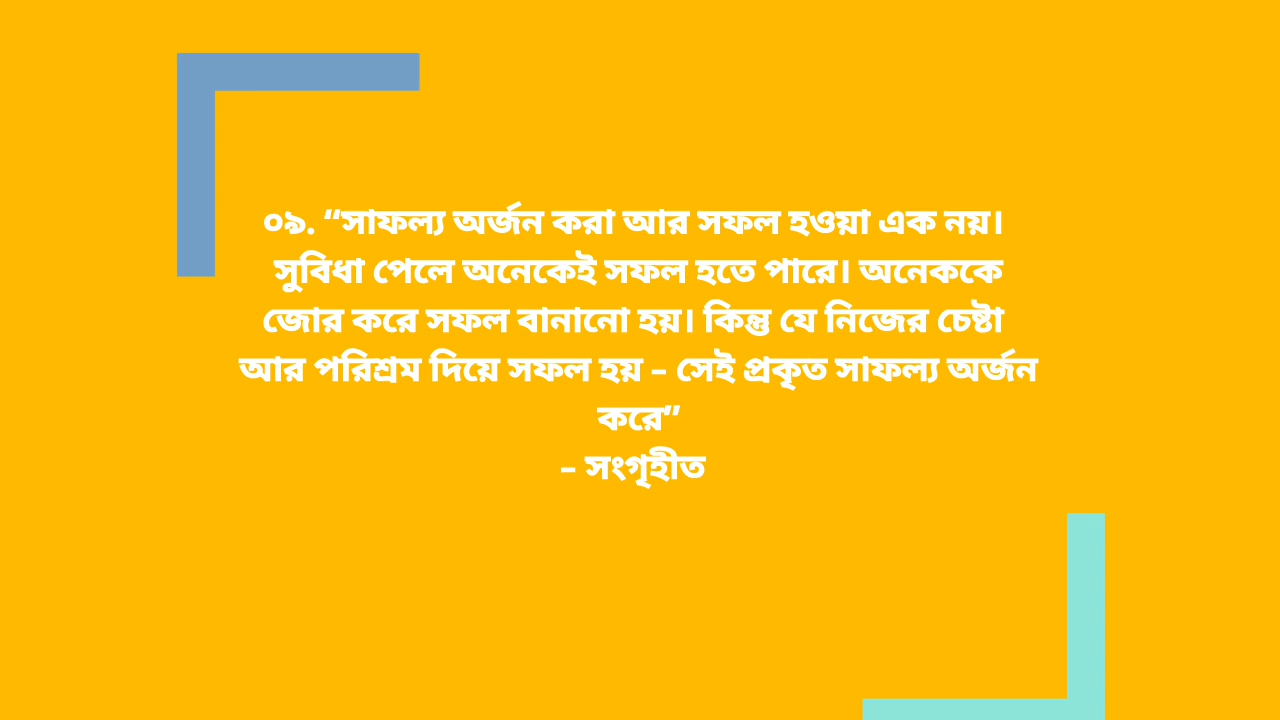 ০৯. “সাফল্য অর্জন করা আর সফল হওয়া এক নয়।
সুবিধা পেলে অনেকেই সফল হতে পারে। অনেককে
জোর করে সফল বানানো হয়। কিন্তু যে নিজের চেষ্টা
আর পরিশ্রম দিয়ে সফল হয় – সেই প্রকৃত সাফল্য অর্জন
করে”
– সংগৃহীত